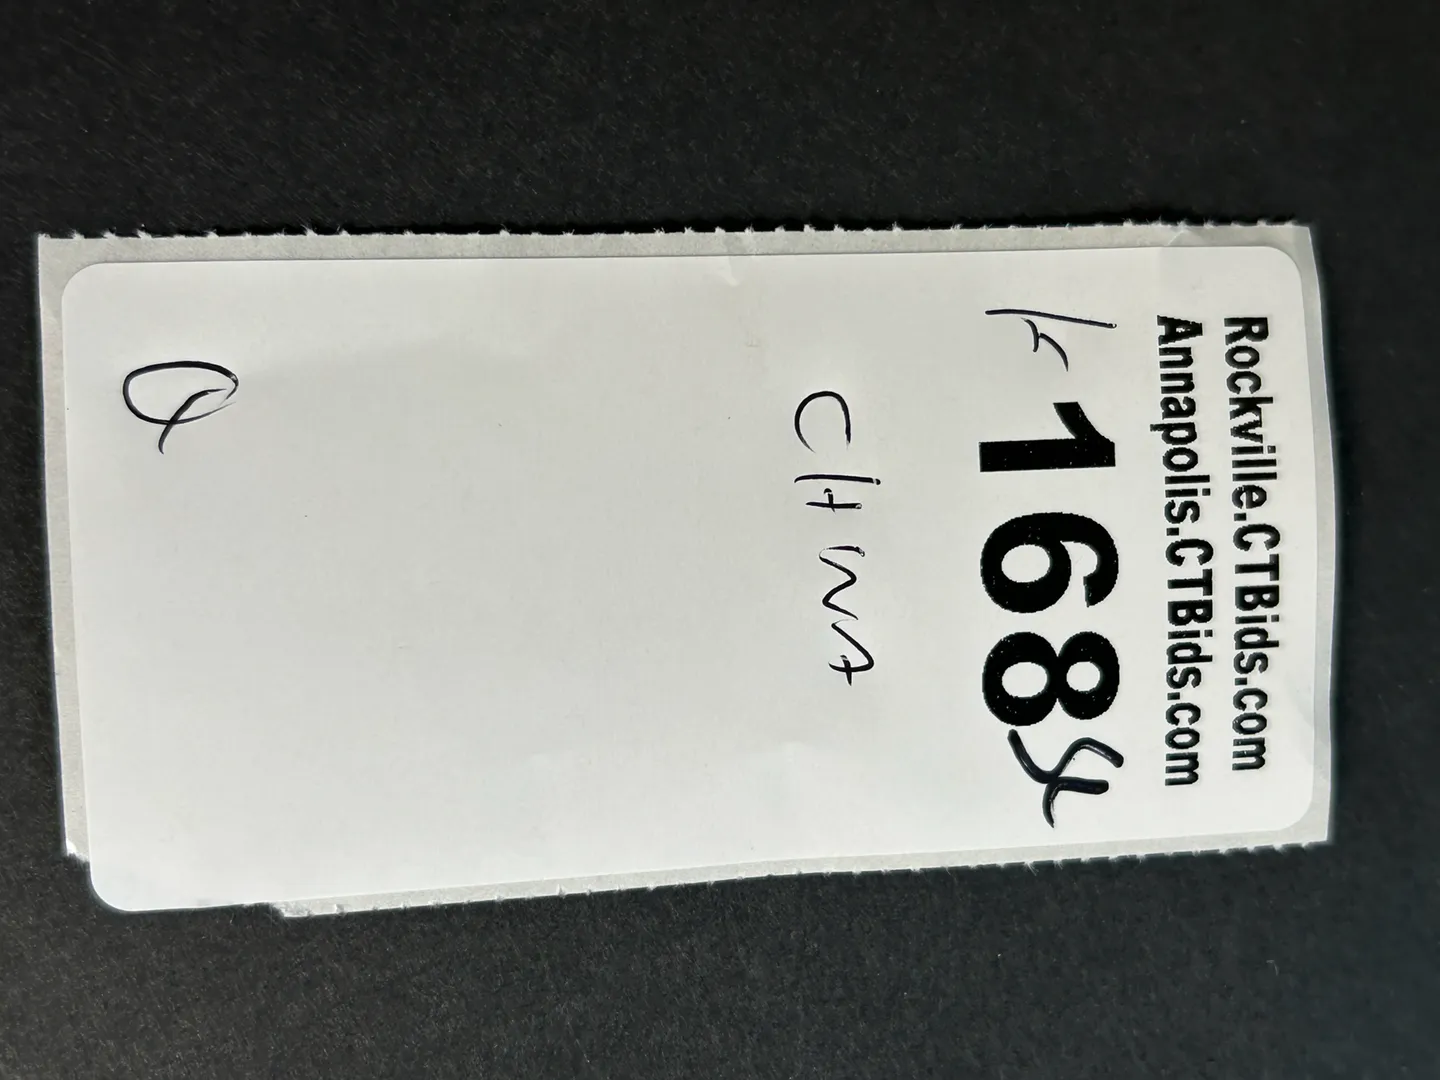 Rockville.CTBids.com
Annapolis.CTBids.com
K 168
CHINA